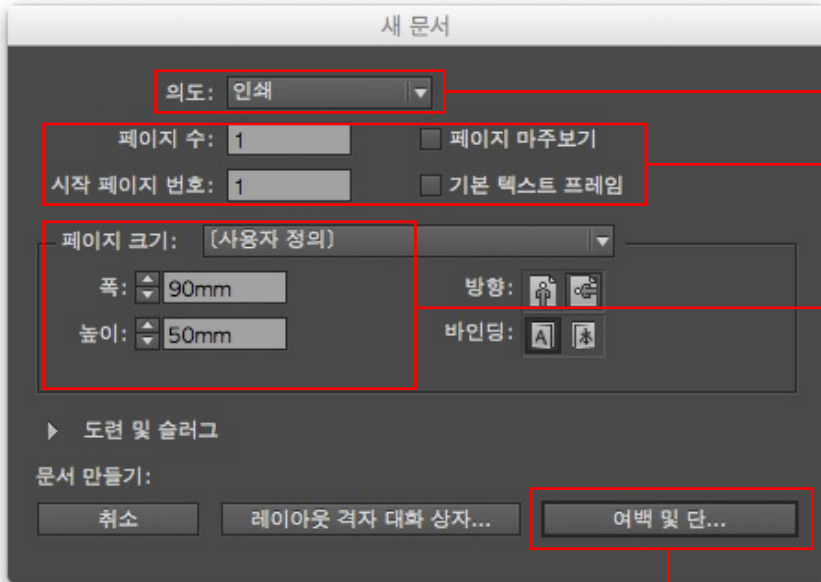 새 문서
의도: 인쇄
페이지 수: 1 페이지 마주보기
시작 페이지 번호: 1 기본 텍스트 프레임
페이지 크기: [사용자 정의]
폭: 90mm 방향:
높이: 50mm 바인딩: A
도련 및 슬러그
문서 만들기:
취소 레이아웃 격자 대화 상자... 여백 및 단...